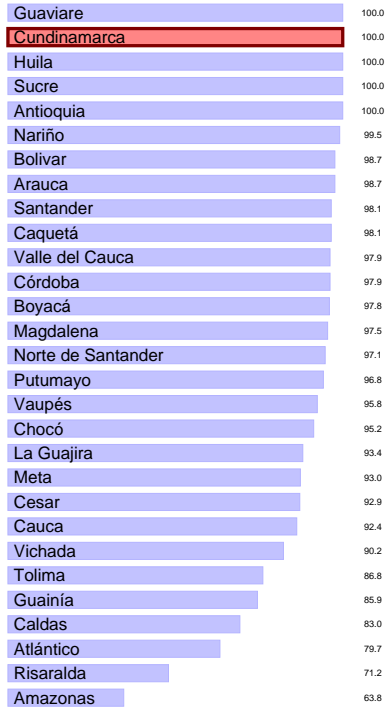 Guaviare 100.0
Cundinamarca 100.0
Huila 100.0
Sucre 100.0
Antioquia 100.0
Nariño 99.5
Bolivar 98.7
Arauca 98.7
Santander 98.1
Caquetá 98.1
Valle del Cauca 97.9
Córdoba 97.9
Boyacá 97.8
Magdalena 97.5
Norte de Santander 97.1
Putumayo 96.8
Vaupés 95.8
Chocó 95.2
La Guajira 93.4
Meta 93.0
Cesar 92.9
Cauca 92.4
Vichada 90.2
Tolima 86.8
Guainía 85.9
Caldas 83.0
Atlántico 79.7
Risaralda 71.2
Amazonas 63.8